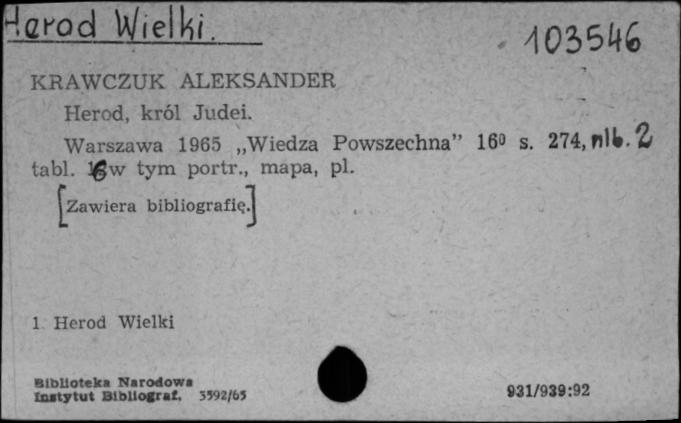 Herod Wielki.
103546
KRAWCZUK ALEKSANDER
Herod, król Judei.
Warszawa 1965 „Wiedza Powszechna” 16⁰ s. 274, nlb. 2
tabl. w tym portr., mapa, pl.
[Zawiera bibliografię.]
1 Herod Wielki
Biblioteka Narodowa
Instytut Bibliograf. 3592/65
931/939:92